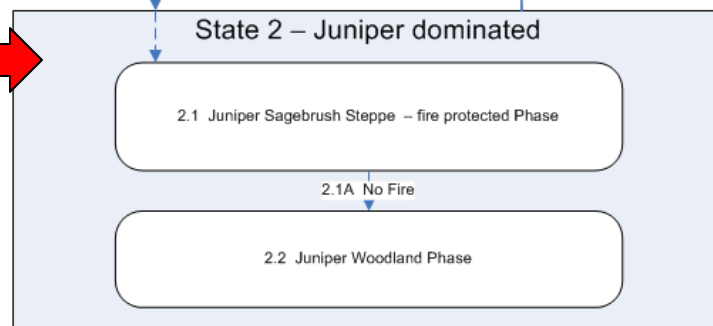 State 2 – Juniper dominated
2.1 Juniper Sagebrush Steppe – fire protected Phase
2.1A No Fire
2.2 Juniper Woodland Phase